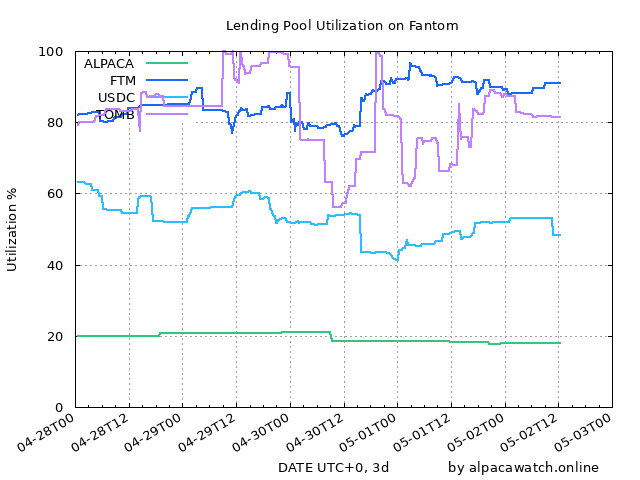 Lending Pool Utilization on Fantom
100
80
60
40
20
0
Utilization %
ALPACA
FTM
USDC
TOMB
04-28T00
04-28T12
04-29T00
04-29T12
04-30T00
04-30T12
05-01T00
05-01T12
05-02T00
05-02T12
05-03T00
DATE UTC+0, 3d
by alpacawatch.online